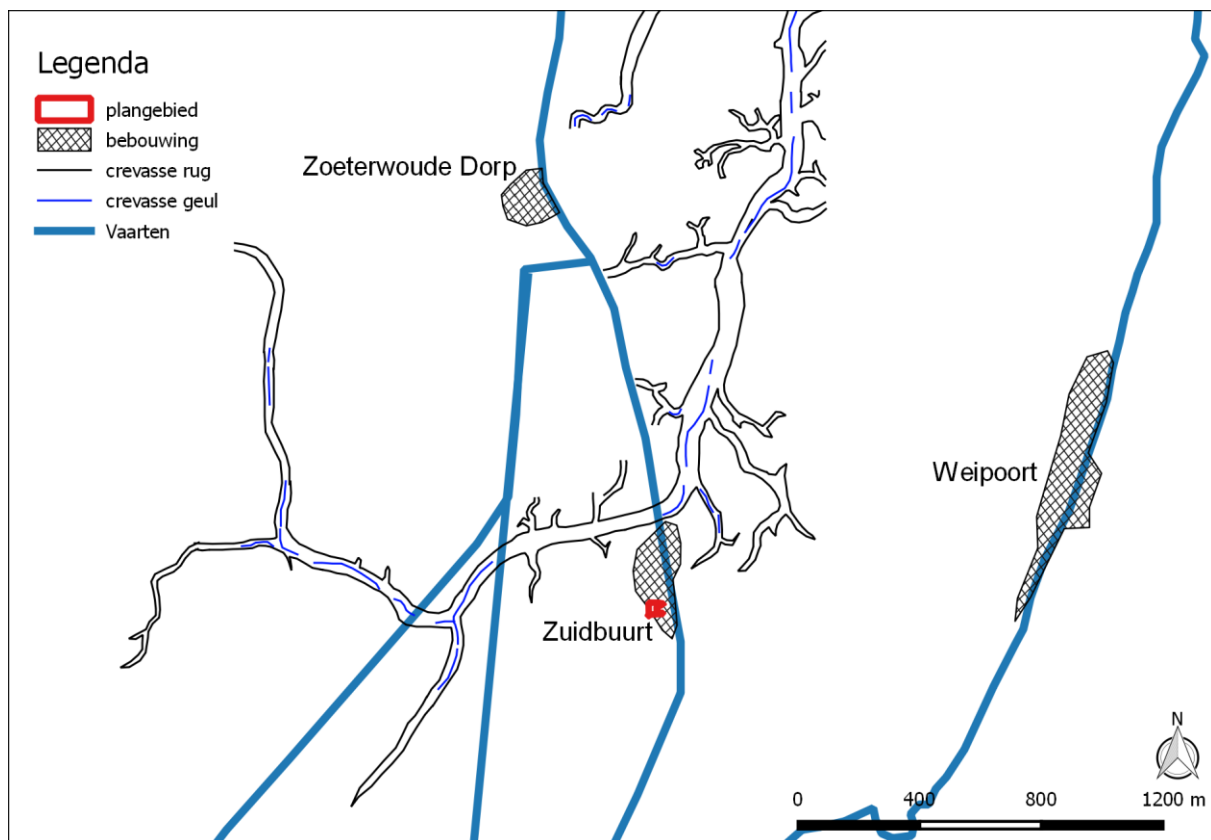 Legenda
plangebied
bebouwing
crevasse rug
crevasse geul
Vaarten
Zoeterwoude Dorp
Weipoort
Zuidbuurt
N
0 400 800 1200 m